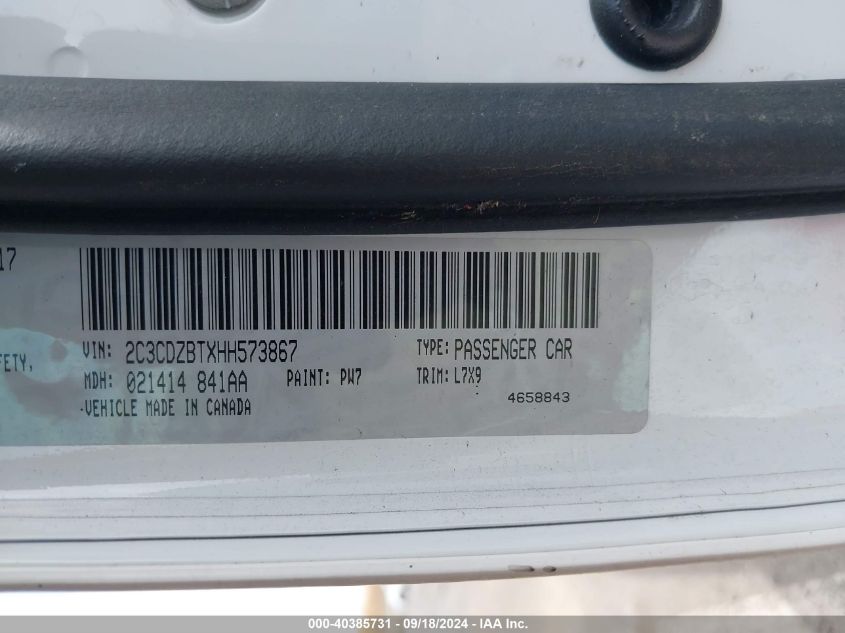 17
FETY,
VIN: 2C3CDZBTXHH573867 TYPE: PASSENGER CAR
MDH: 021414 841AA PAINT: PW7 TRIM: L7X9
VEHICLE MADE IN CANADA 4658843
000-40385731 - 09/18/2024 - IAA Inc.